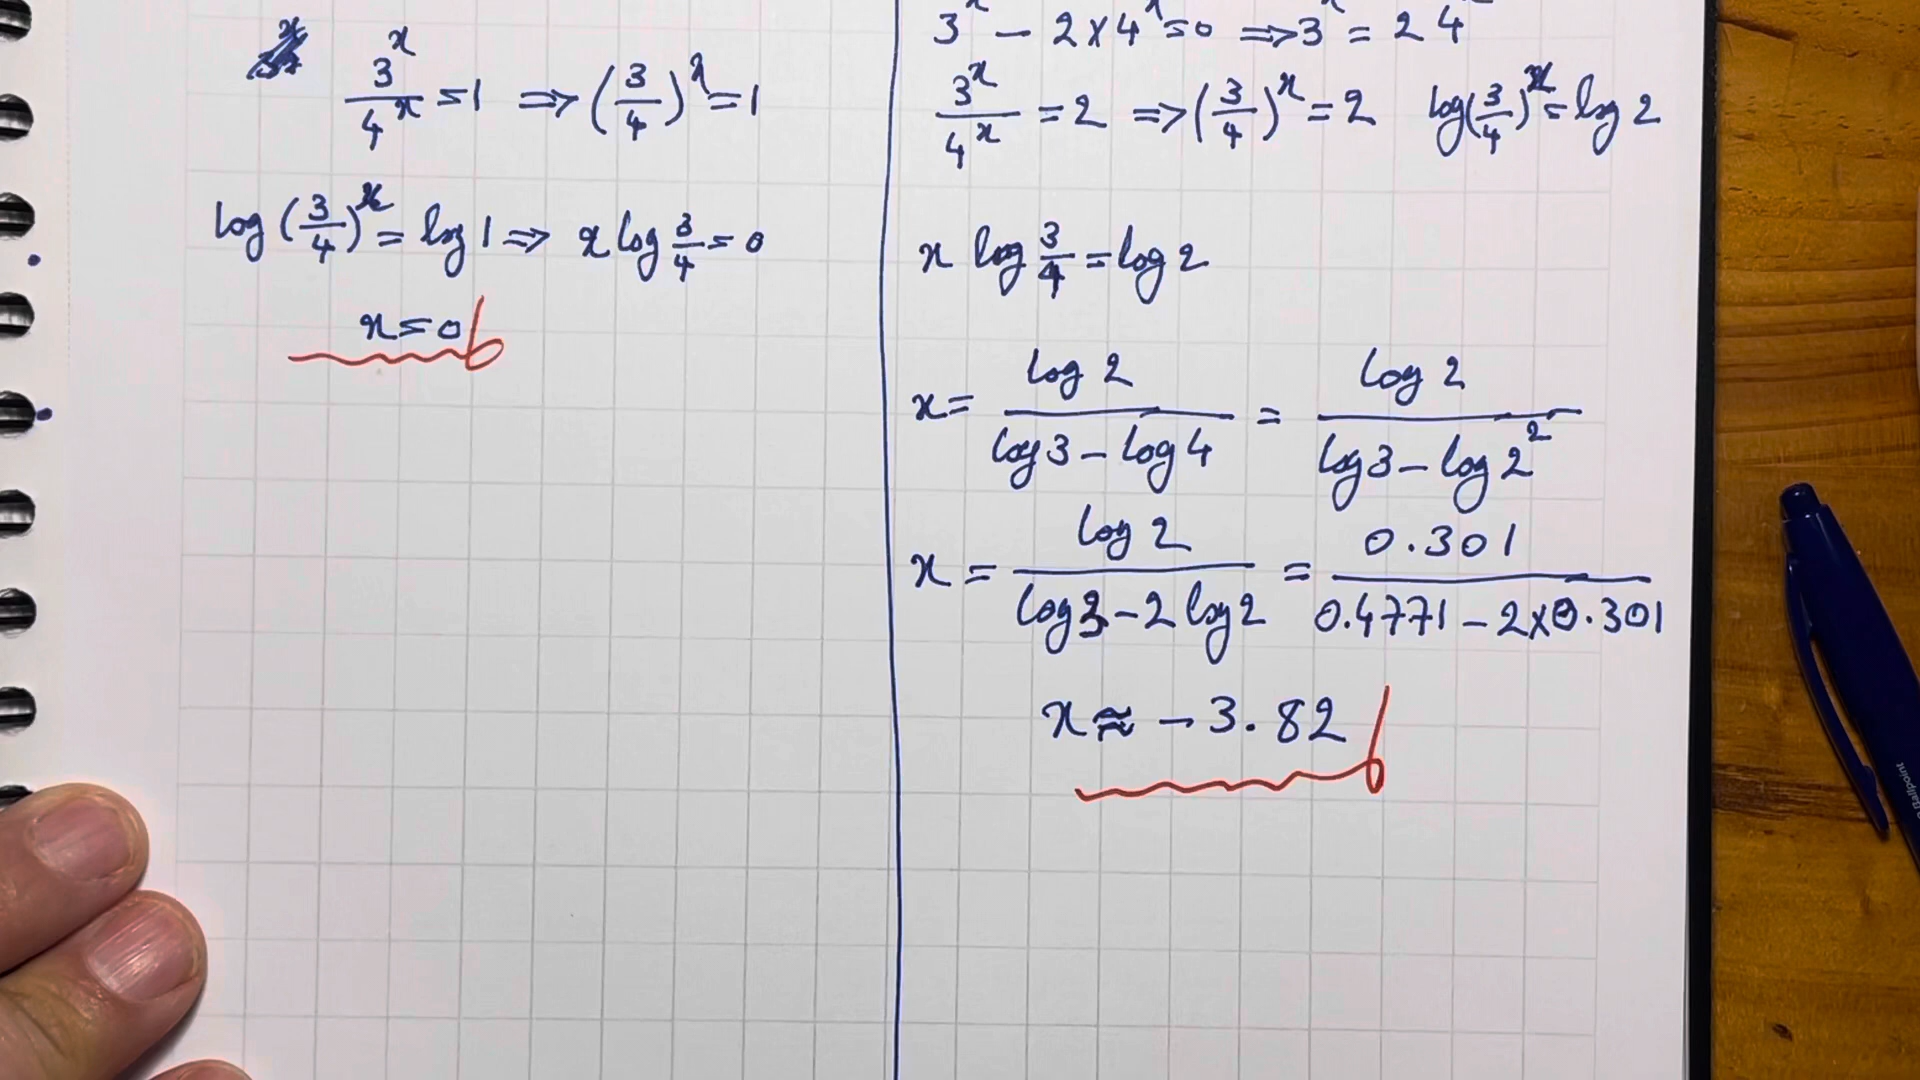 3^x / 4^x = 1 ⇒ (3/4)^x = 1
log (3/4)^x = log 1 ⇒ x log 3/4 = 0
x = 0
3^x − 2 × 4^x = 0 ⇒ 3^x = 2 4
3^x / 4^x = 2 ⇒ (3/4)^x = 2 log(3/4)^x = log 2
x log 3/4 = log 2
x = log 2 / (log 3 − log 4) = log 2 / (log 3 − log 2^2)
x = log 2 / (log 3 − 2 log 2) = 0.301 / (0.4771 − 2×0.301)
x ≈ −3.82